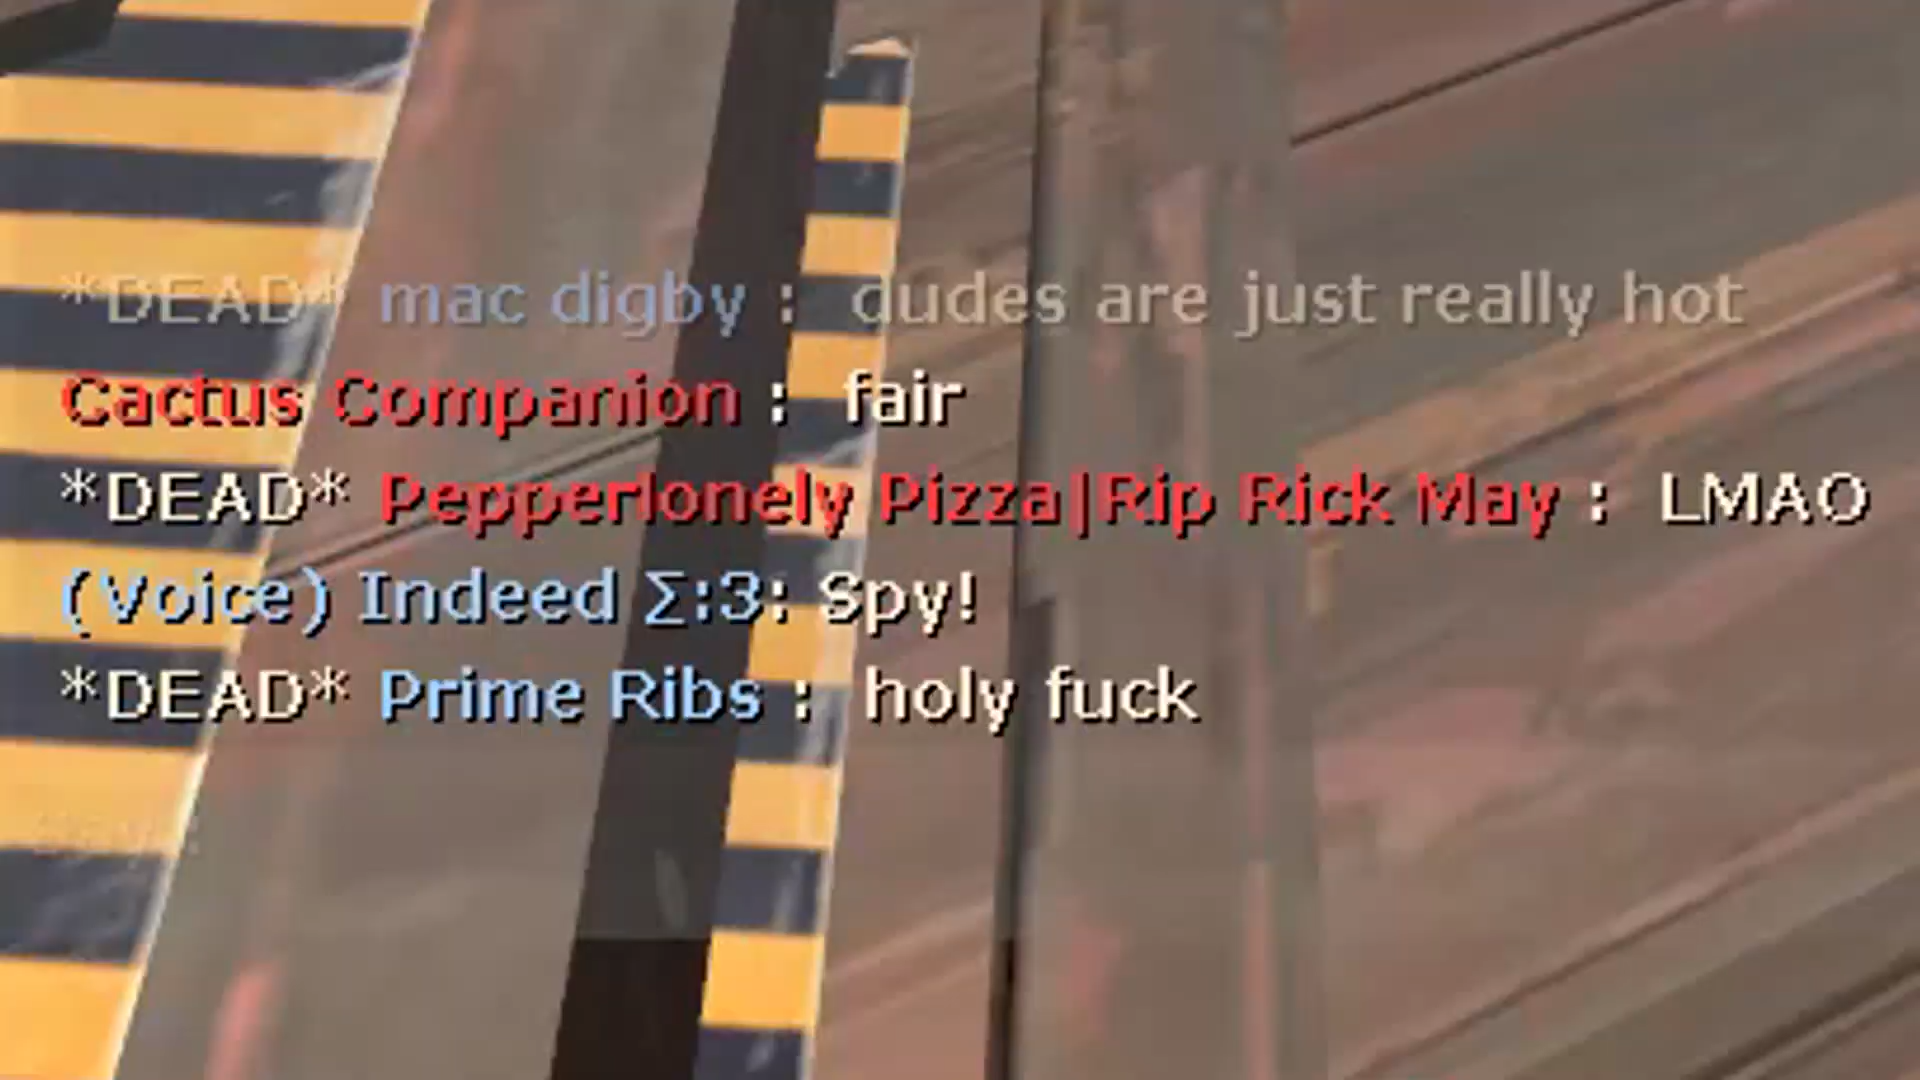 *DEAD* mac digby :  dudes are just really hot
Cactus Companion :  fair
*DEAD* Pepperlonely Pizza|Rip Rick May :  LMAO
(Voice) Indeed Σ:3: Spy!
*DEAD* Prime Ribs :  holy fuck